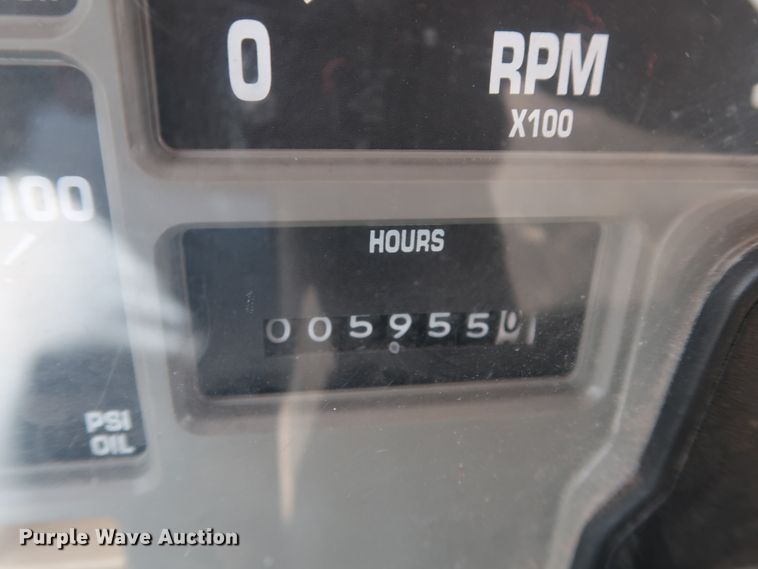 0
RPM
X100
100
HOURS
0059550
PSI
OIL
Purple Wave Auction